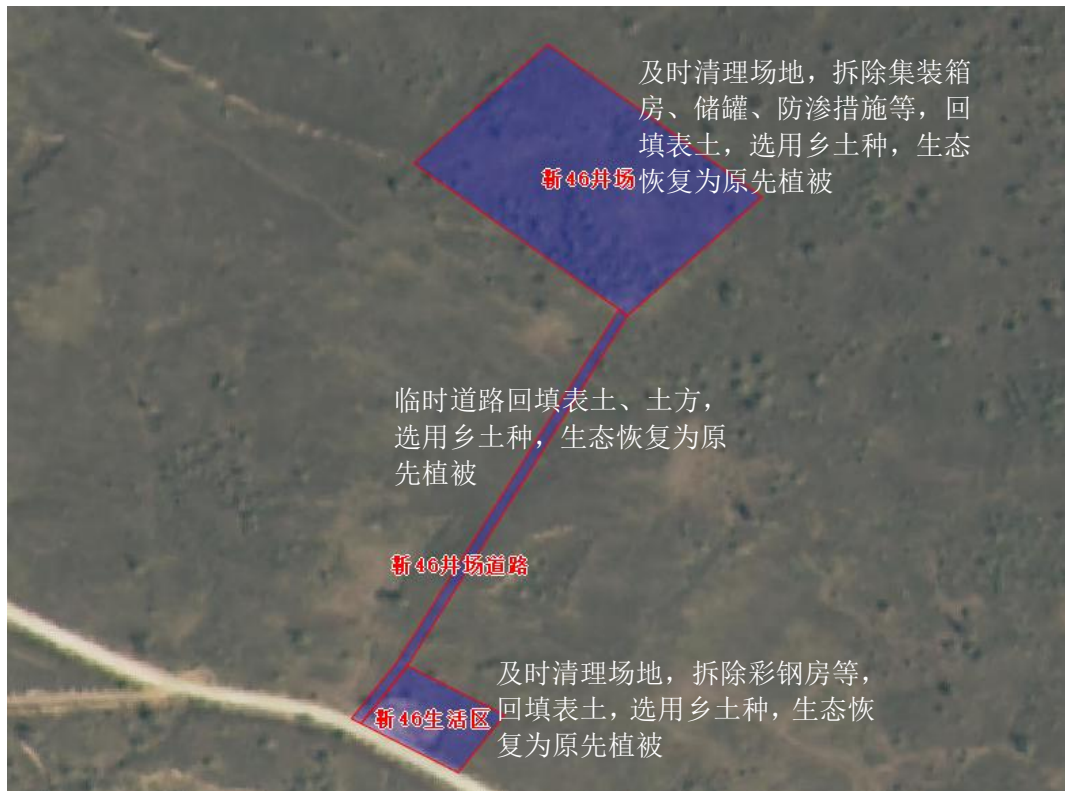 及时清理场地，拆除集装箱
房、储罐、防渗措施等，回
填表土，选用乡土种，生态
恢复为原先植被
靳46井场
临时道路回填表土、土方，
选用乡土种，生态恢复为原
先植被
靳46井场道路
及时清理场地，拆除彩钢房等，
回填表土，选用乡土种，生态恢
复为原先植被
靳46生活区